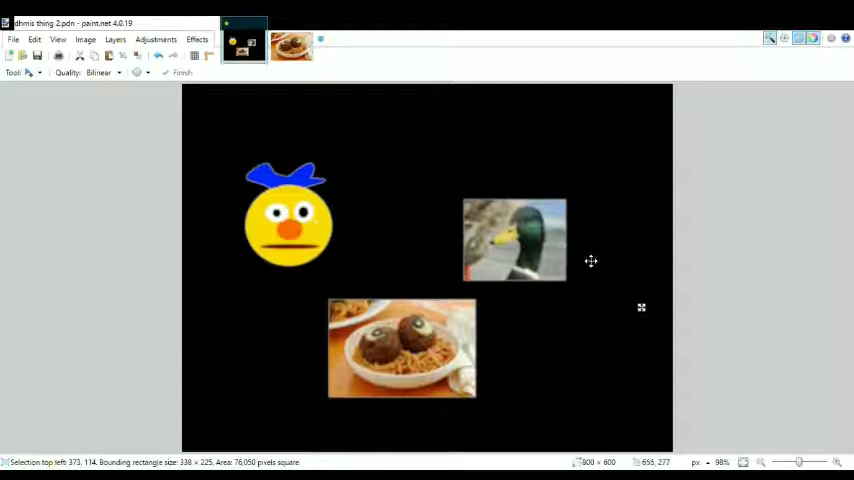 dhmis thing 2.pdn - paint.net 4.0.19
File Edit View Image Layers Adjustments Effects
Tool: Quality: Bilinear Finish
Selection top left: 373, 114. Bounding rectangle size: 338 × 225, Area: 76,050 pixels square 800 × 600 655, 277 px 98%